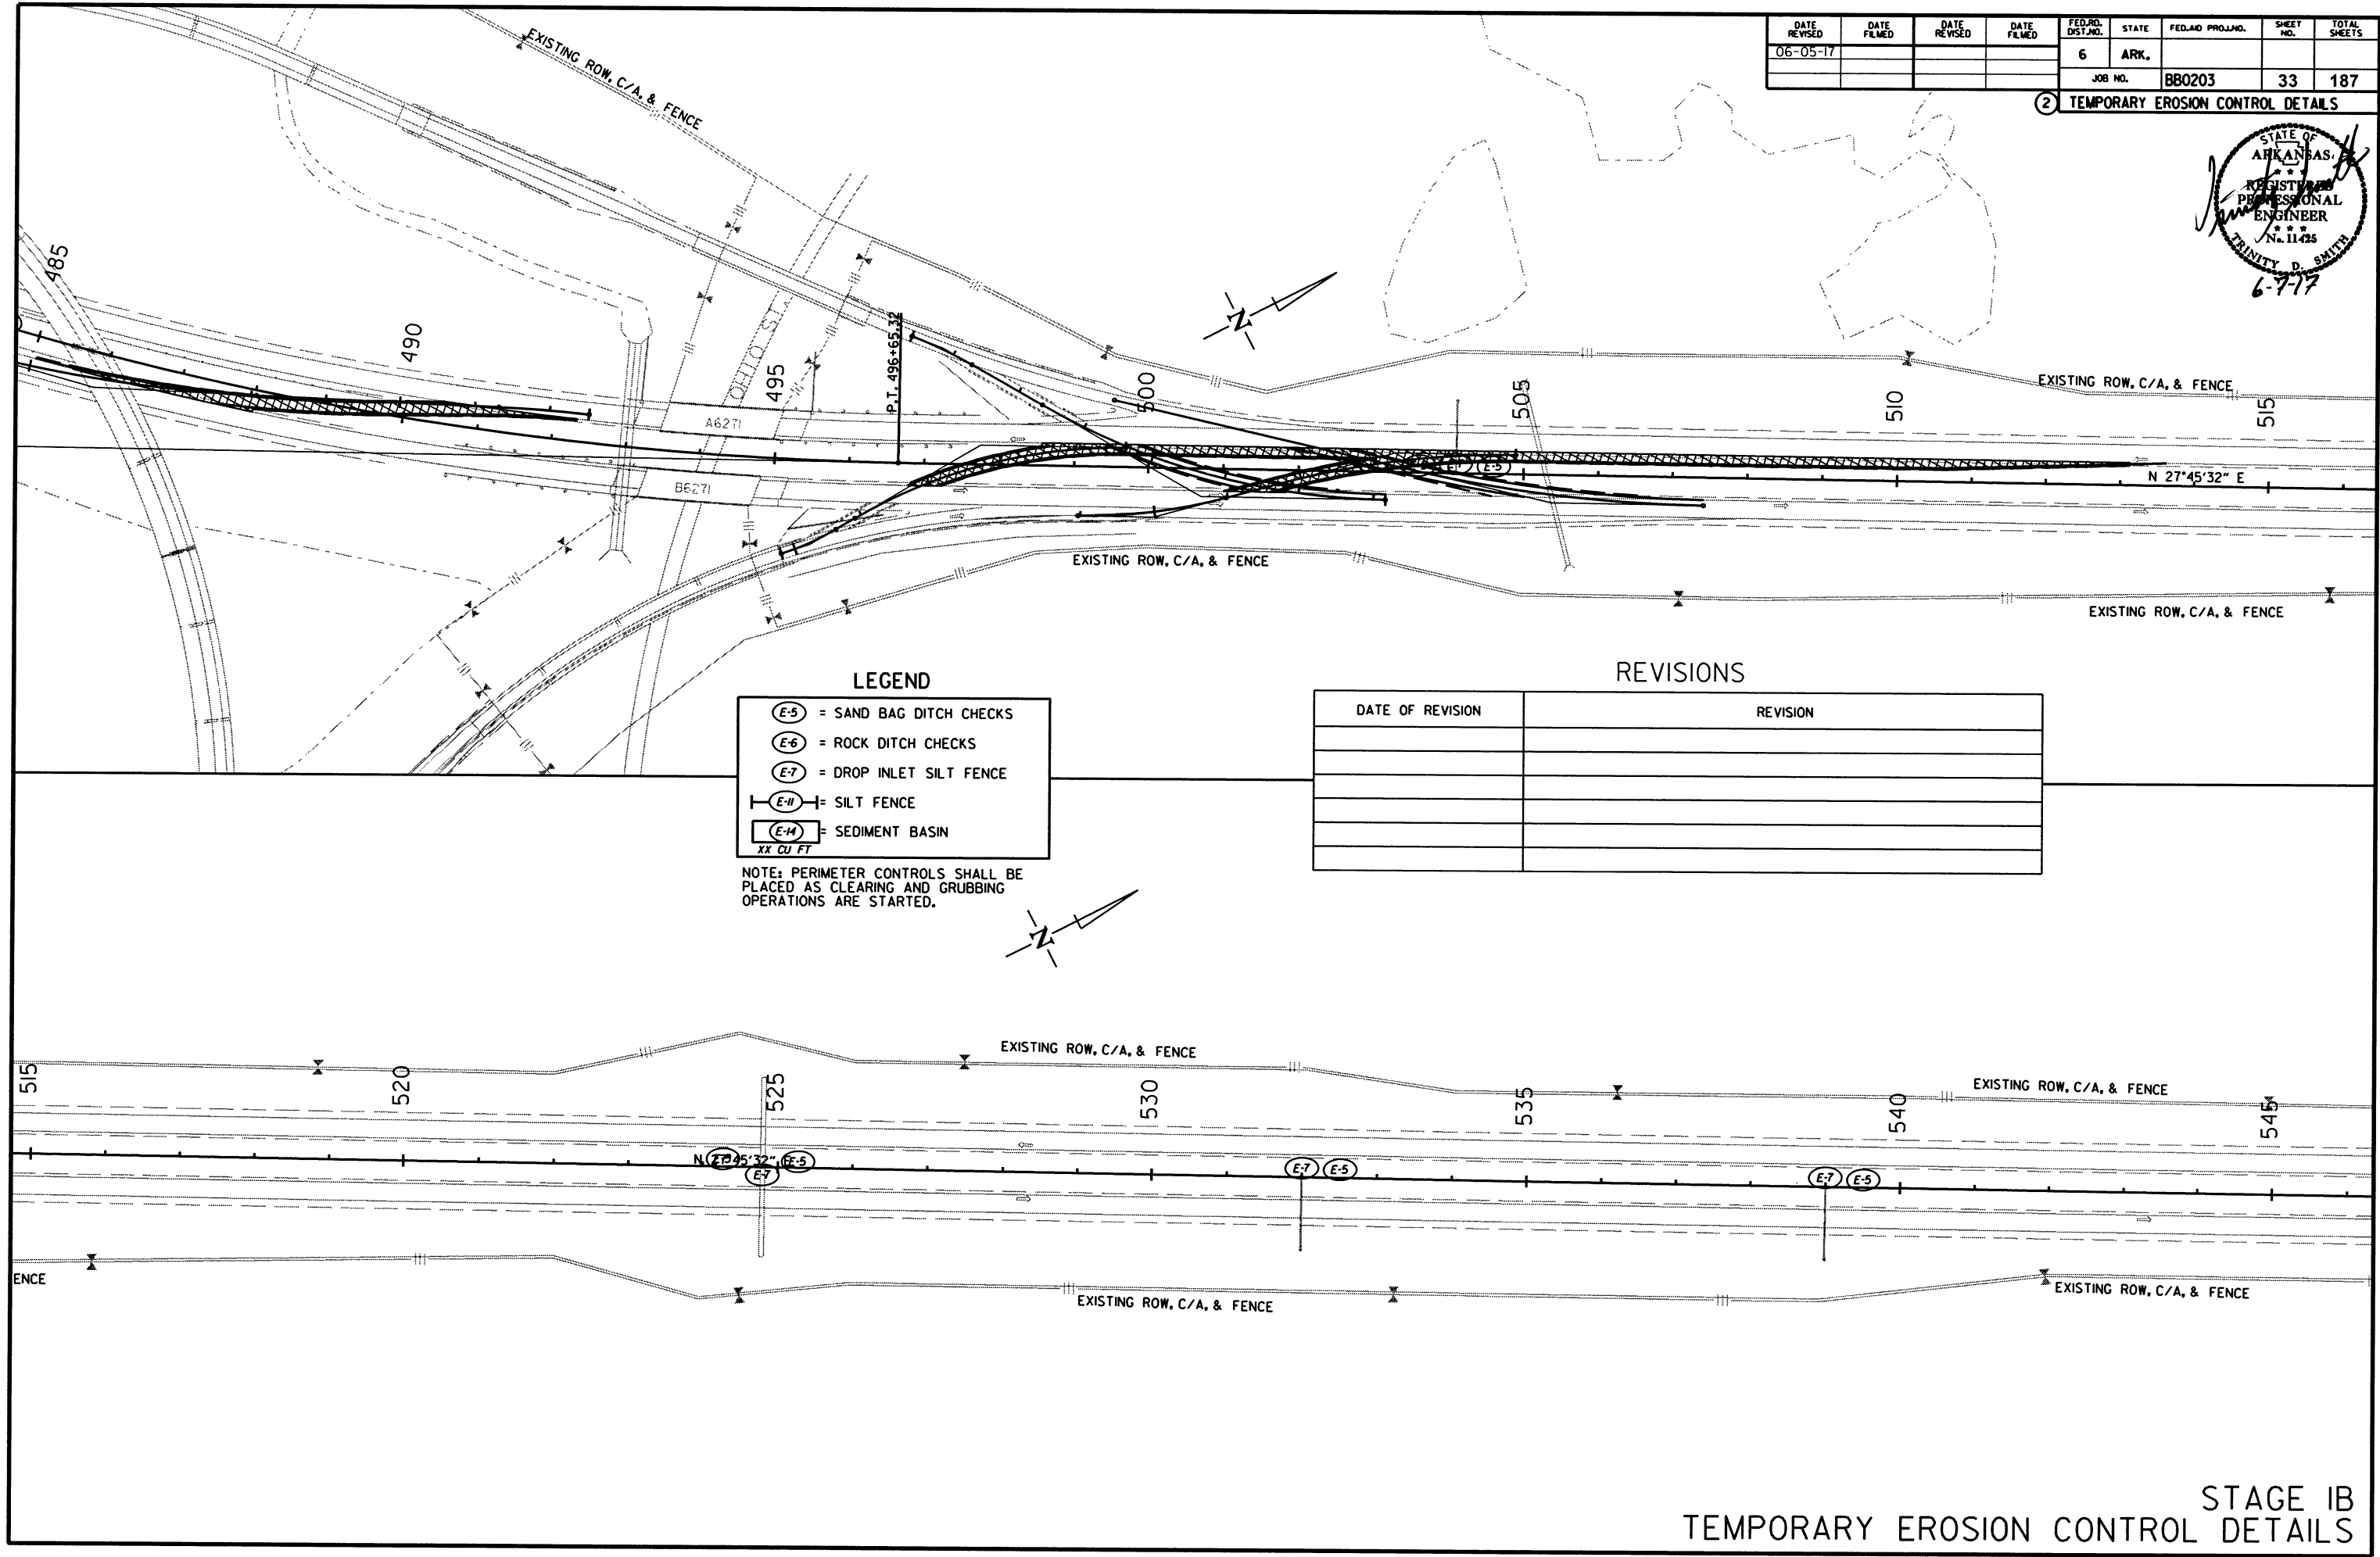 DATE REVISED
DATE FILMED
DATE REVISED
DATE FILMED
FED.RD. DIST.NO.
STATE
FED.AID PROJ.NO.
SHEET NO.
TOTAL SHEETS
06-05-17
6
ARK.
JOB NO.
BB0203
33
187
2
TEMPORARY EROSION CONTROL DETAILS
STATE OF
ARKANSAS
REGISTERED
PROFESSIONAL
ENGINEER
No. 11425
TRINITY D. SMITH
6-7-17
EXISTING ROW, C/A, & FENCE
485
490
OHIO ST.
495
P.T. 496+65.32
N
500
505
510
EXISTING ROW, C/A, & FENCE
515
A6271
B6271
E-5
N 27°45'32" E
EXISTING ROW, C/A, & FENCE
EXISTING ROW, C/A, & FENCE
LEGEND
E-5 = SAND BAG DITCH CHECKS
E-6 = ROCK DITCH CHECKS
E-7 = DROP INLET SILT FENCE
E-11 = SILT FENCE
E-14 = SEDIMENT BASIN
XX CU FT
NOTE: PERIMETER CONTROLS SHALL BE
PLACED AS CLEARING AND GRUBBING
OPERATIONS ARE STARTED.
REVISIONS
DATE OF REVISION
REVISION
N
EXISTING ROW, C/A, & FENCE
EXISTING ROW, C/A, & FENCE
515
520
525
530
535
540
545
E-5
E-7
E-7
E-5
E-7
E-5
ENCE
EXISTING ROW, C/A, & FENCE
EXISTING ROW, C/A, & FENCE
STAGE 1B
TEMPORARY EROSION CONTROL DETAILS